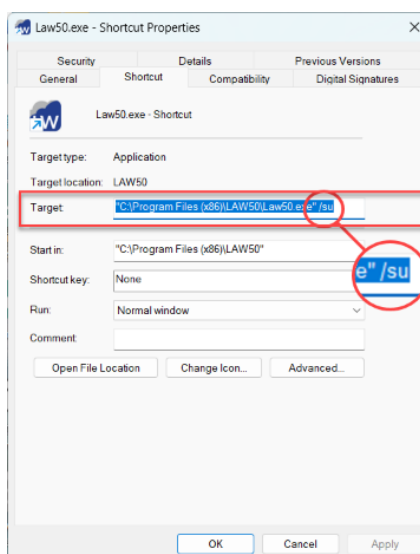 Law50.exe - Shortcut Properties
Security Details Previous Versions
General Shortcut Compatibility Digital Signatures
Law50.exe - Shortcut
Target type: Application
Target location: LAW50
Target: "C:\Program Files (x86)\LAW50\Law50.exe" /su
e" /su
Start in: "C:\Program Files (x86)\LAW50"
Shortcut key: None
Run: Normal window
Comment:
Open File Location Change Icon... Advanced...
OK Cancel Apply